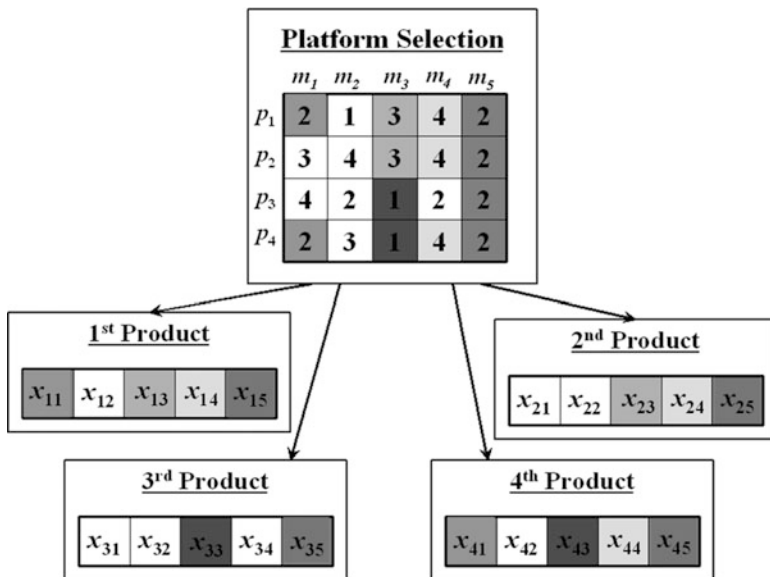 Platform Selection
m₁ m₂ m₃ m₄ m₅
p₁ 2 1 3 4 2
p₂ 3 4 3 4 2
p₃ 4 2 1 2 2
p₄ 2 3 1 4 2
1ˢᵗ Product
x₁₁ x₁₂ x₁₃ x₁₄ x₁₅
2ⁿᵈ Product
x₂₁ x₂₂ x₂₃ x₂₄ x₂₅
3ʳᵈ Product
x₃₁ x₃₂ x₃₃ x₃₄ x₃₅
4ᵗʰ Product
x₄₁ x₄₂ x₄₃ x₄₄ x₄₅